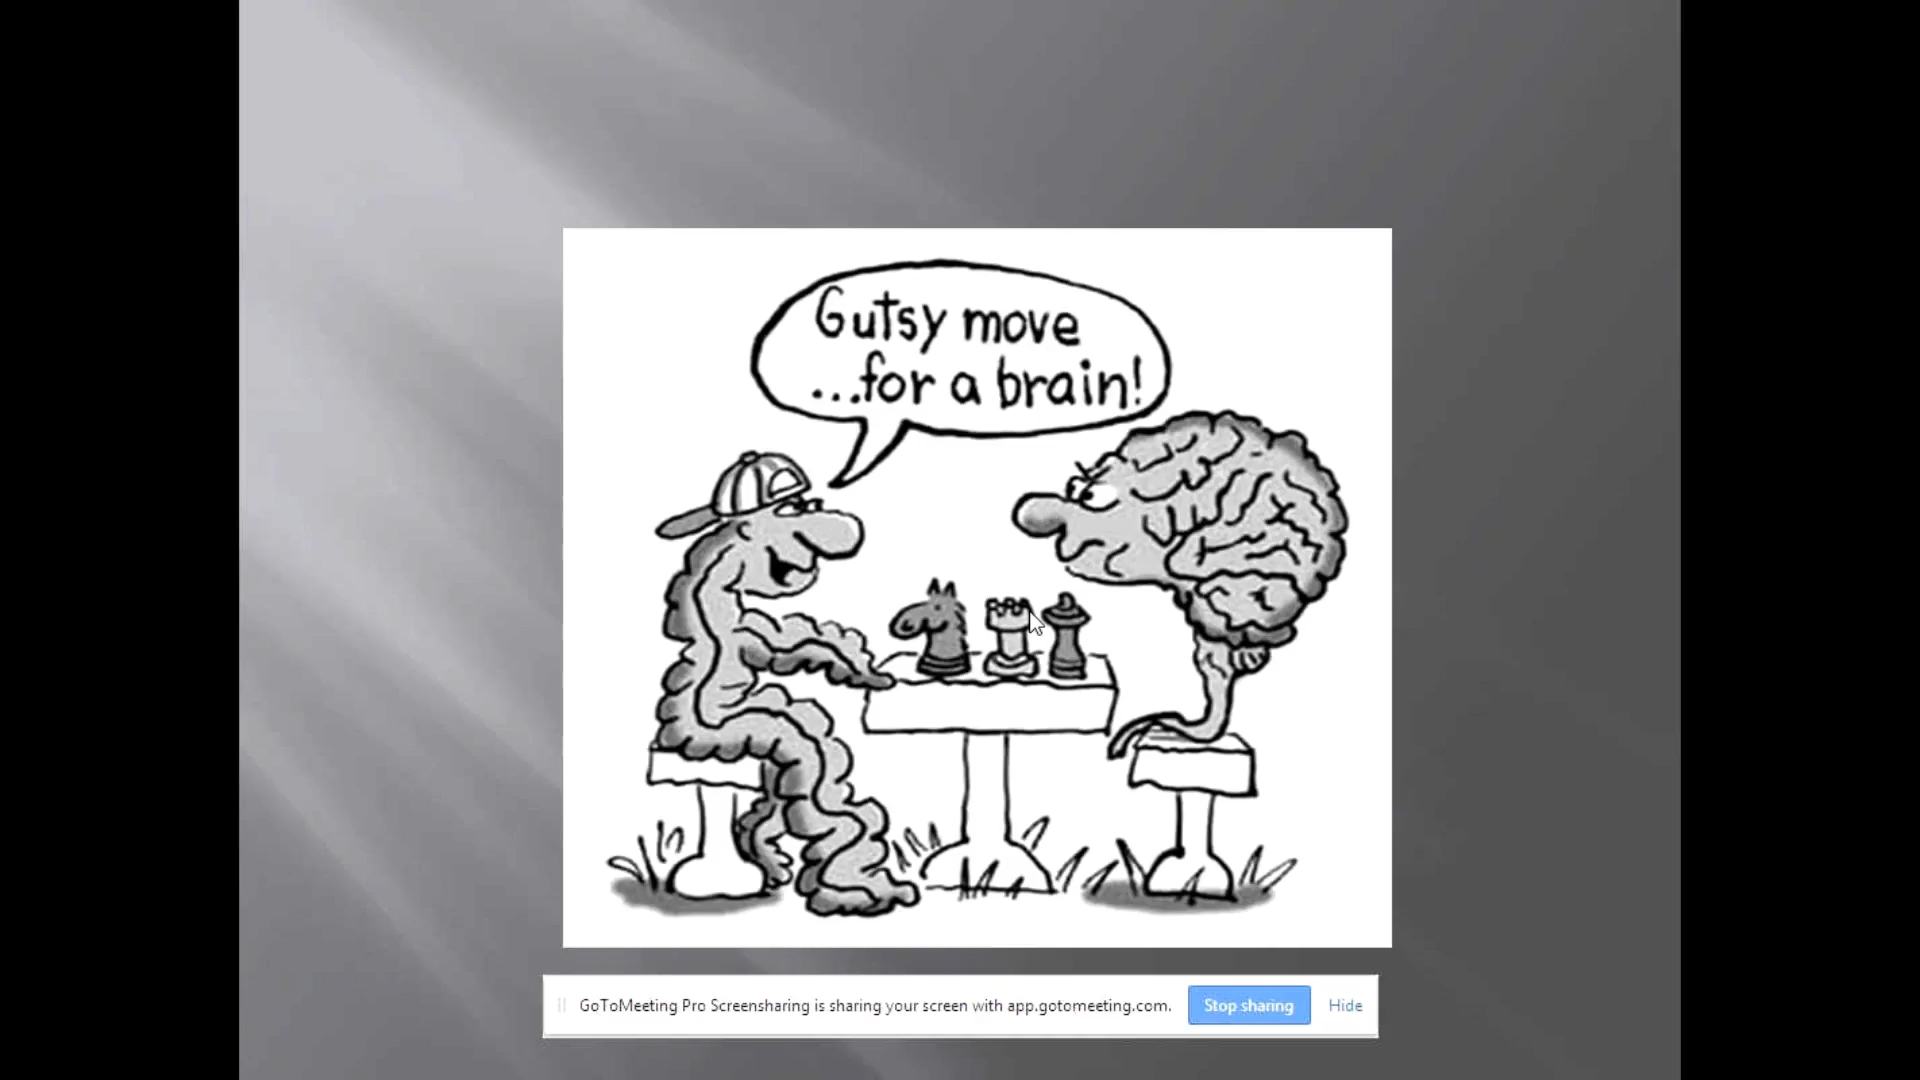 Gutsy move
...for a brain!
GoToMeeting Pro Screensharing is sharing your screen with app.gotomeeting.com. Stop sharing Hide